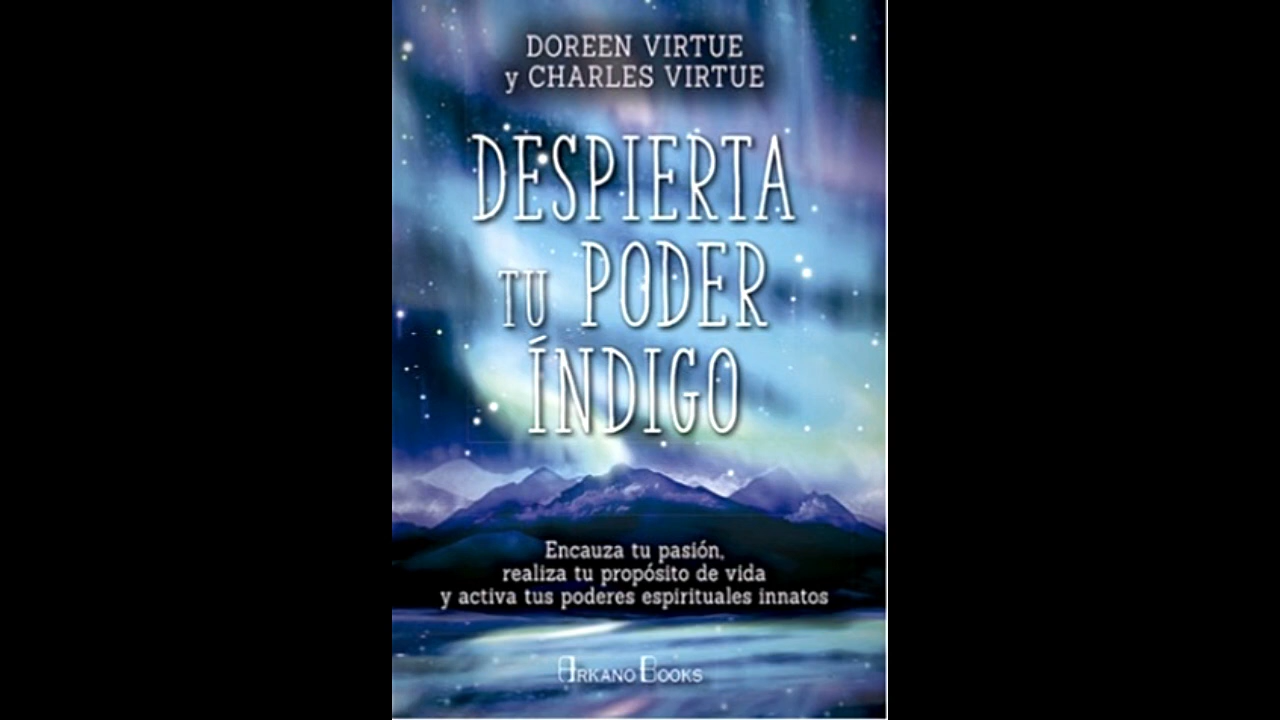 DOREEN VIRTUE
y CHARLES VIRTUE
DESPIERTA
TU PODER
ÍNDIGO
Encauza tu pasión,
realiza tu propósito de vida
y activa tus poderes espirituales innatos
ARKANO BOOKS